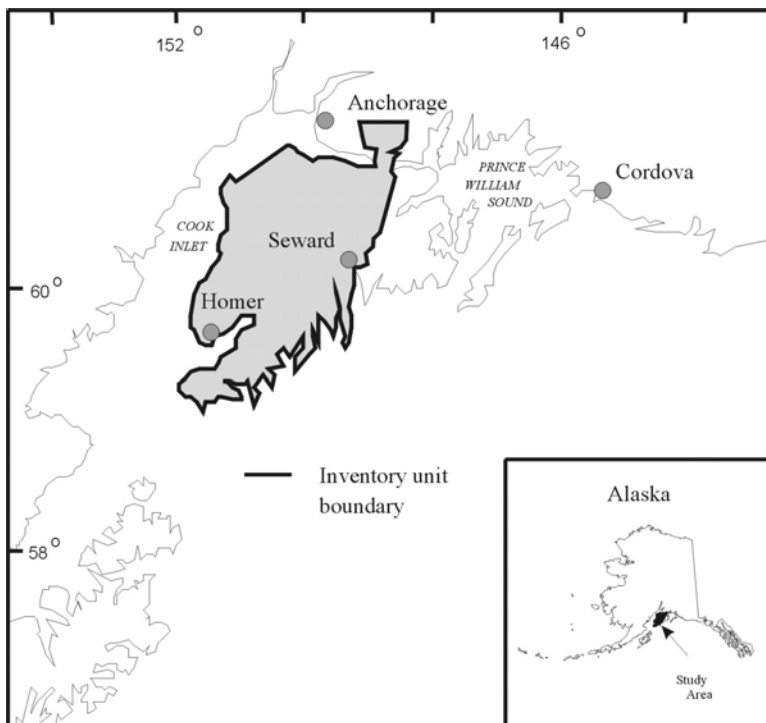 152 o
146 o
Anchorage
PRINCE
WILLIAM
SOUND
Cordova
COOK
INLET
Seward
60 o
Homer
Inventory unit
boundary
58 o
Alaska
Study
Area